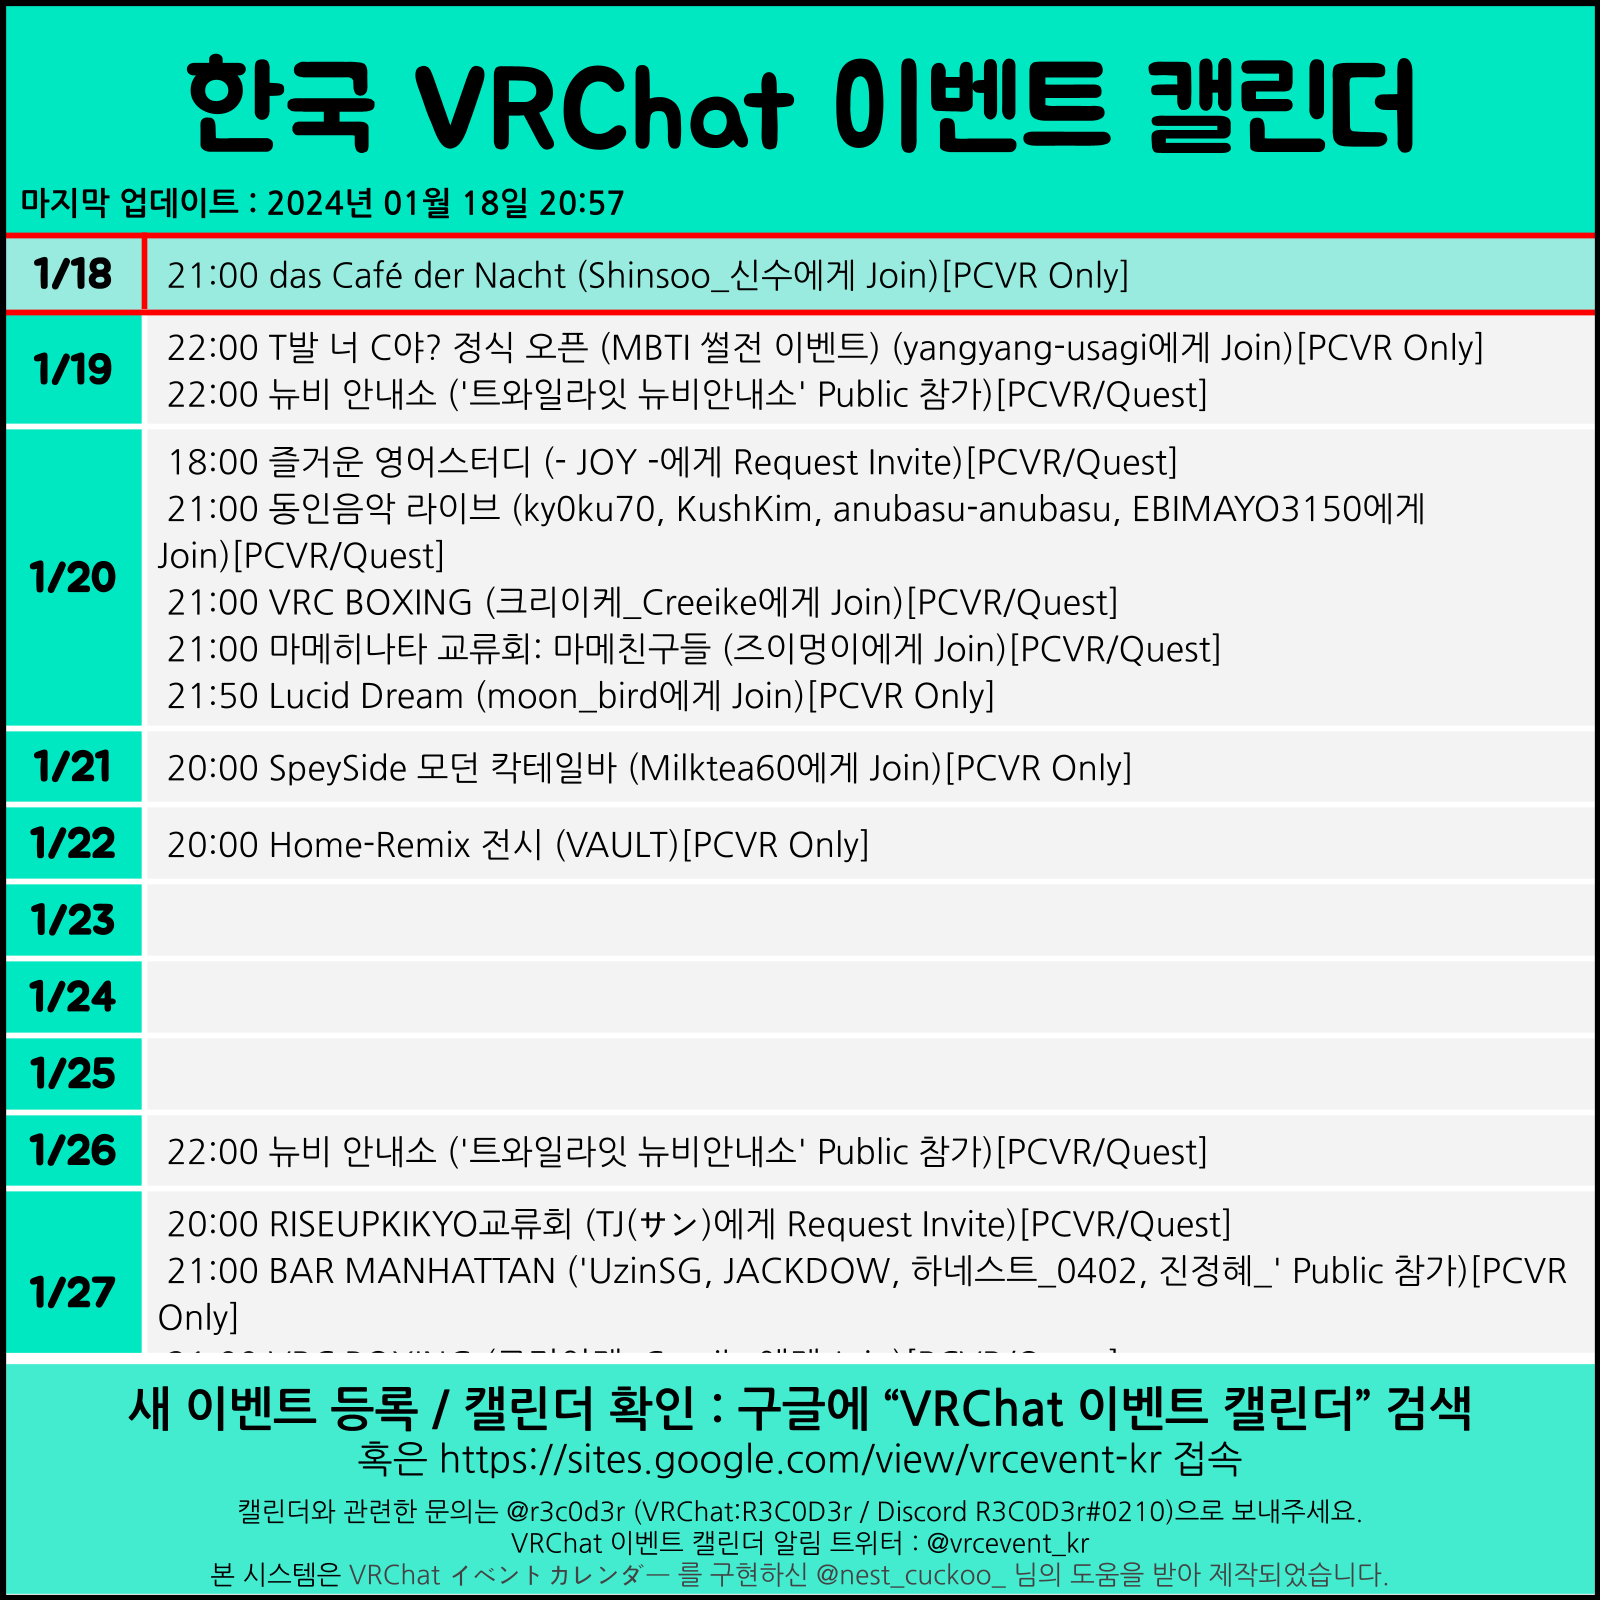 한국 VRChat 이벤트 캘린더
마지막 업데이트 : 2024년 01월 18일 20:57
1/18
21:00 das Café der Nacht (Shinsoo_신수에게 Join)[PCVR Only]
1/19
22:00 T발 너 C야? 정식 오픈 (MBTI 썰전 이벤트) (yangyang-usagi에게 Join)[PCVR Only]
22:00 뉴비 안내소 ('트와일라잇 뉴비안내소' Public 참가)[PCVR/Quest]
1/20
18:00 즐거운 영어스터디 (- JOY -에게 Request Invite)[PCVR/Quest]
21:00 동인음악 라이브 (ky0ku70, KushKim, anubasu-anubasu, EBIMAYO3150에게
Join)[PCVR/Quest]
21:00 VRC BOXING (크리이케_Creeike에게 Join)[PCVR/Quest]
21:00 마메히나타 교류회: 마메친구들 (즈이멍이에게 Join)[PCVR/Quest]
21:50 Lucid Dream (moon_bird에게 Join)[PCVR Only]
1/21
20:00 SpeySide 모던 칵테일바 (Milktea60에게 Join)[PCVR Only]
1/22
20:00 Home-Remix 전시 (VAULT)[PCVR Only]
1/23
1/24
1/25
1/26
22:00 뉴비 안내소 ('트와일라잇 뉴비안내소' Public 참가)[PCVR/Quest]
1/27
20:00 RISEUPKIKYO교류회 (TJ(サン)에게 Request Invite)[PCVR/Quest]
21:00 BAR MANHATTAN ('UzinSG, JACKDOW, 하네스트_0402, 진정혜_' Public 참가)[PCVR
Only]
새 이벤트 등록 / 캘린더 확인 : 구글에 “VRChat 이벤트 캘린더” 검색
혹은 https://sites.google.com/view/vrcevent-kr 접속
캘린더와 관련한 문의는 @r3c0d3r (VRChat:R3C0D3r / Discord R3C0D3r#0210)으로 보내주세요.
VRChat 이벤트 캘린더 알림 트위터 : @vrcevent_kr
본 시스템은 VRChat イベントカレンダー 를 구현하신 @nest_cuckoo_ 님의 도움을 받아 제작되었습니다.